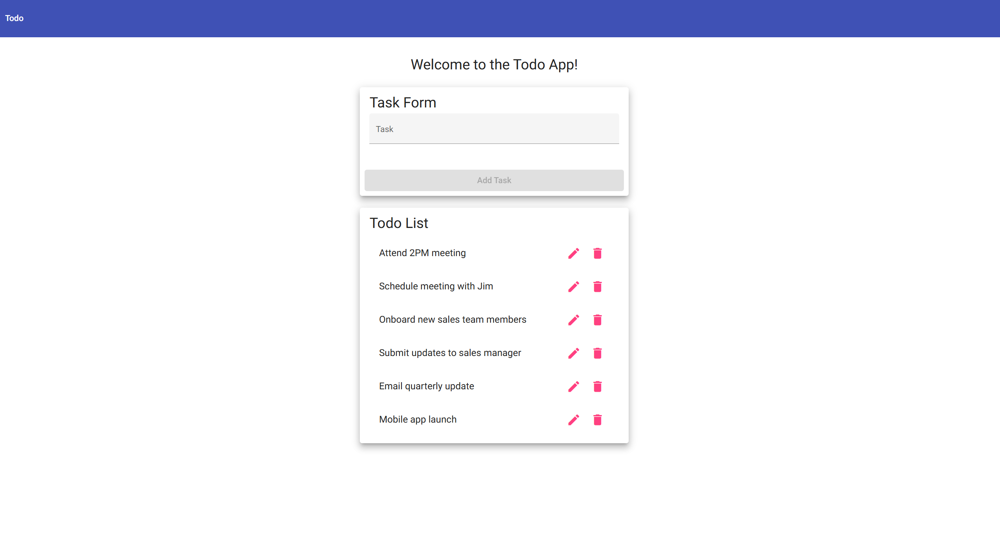 Todo
Welcome to the Todo App!
Task Form
Task
Add Task
Todo List
Attend 2PM meeting
Schedule meeting with Jim
Onboard new sales team members
Submit updates to sales manager
Email quarterly update
Mobile app launch